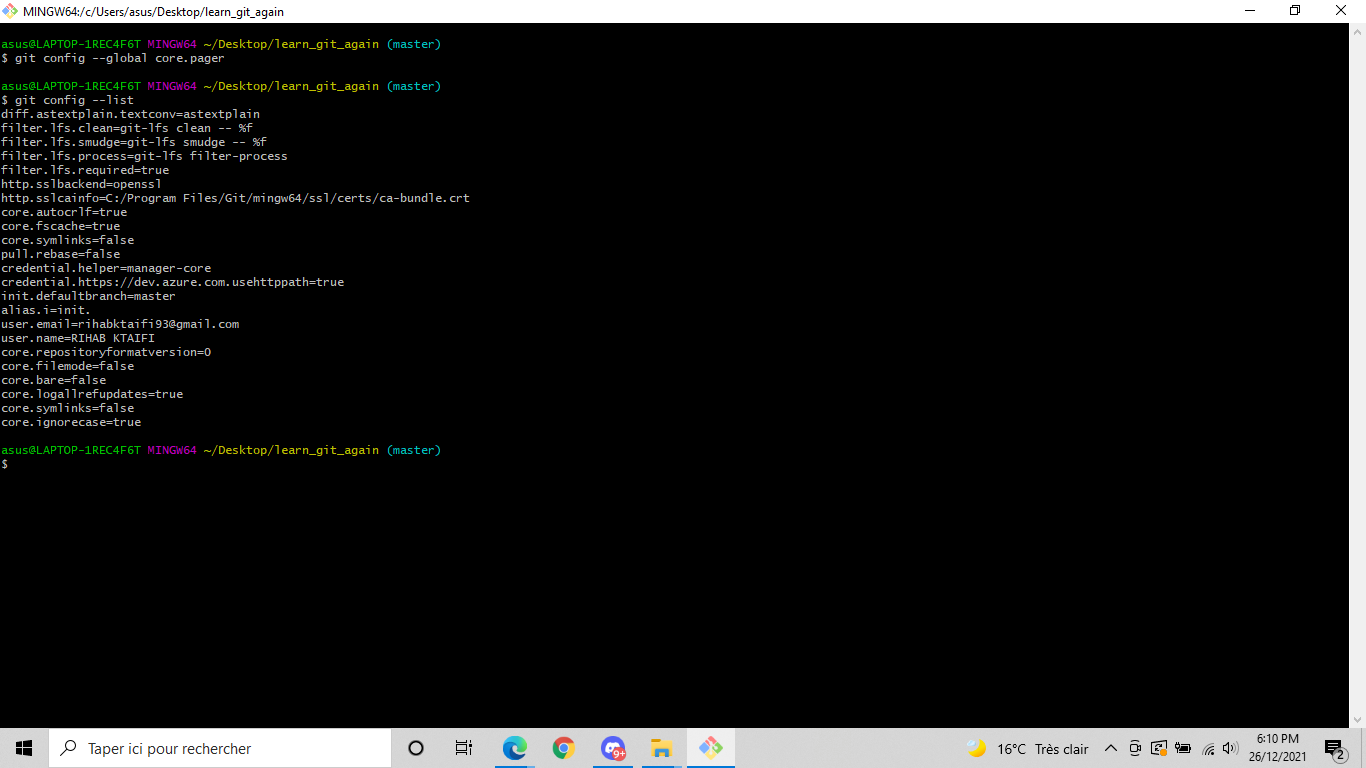 MINGW64:/c/Users/asus/Desktop/learn_git_again
asus@LAPTOP-1REC4F6T MINGW64 ~/Desktop/learn_git_again (master)
$ git config --global core.pager
asus@LAPTOP-1REC4F6T MINGW64 ~/Desktop/learn_git_again (master)
$ git config --list
diff.astextplain.textconv=astextplain
filter.lfs.clean=git-lfs clean -- %f
filter.lfs.smudge=git-lfs smudge -- %f
filter.lfs.process=git-lfs filter-process
filter.lfs.required=true
http.sslbackend=openssl
http.sslcainfo=C:/Program Files/Git/mingw64/ssl/certs/ca-bundle.crt
core.autocrlf=true
core.fscache=true
core.symlinks=false
pull.rebase=false
credential.helper=manager-core
credential.https://dev.azure.com.usehttppath=true
init.defaultbranch=master
alias.i=init.
user.email=rihabktaifi93@gmail.com
user.name=RIHAB KTAIFI
core.repositoryformatversion=0
core.filemode=false
core.bare=false
core.logallrefupdates=true
core.symlinks=false
core.ignorecase=true
asus@LAPTOP-1REC4F6T MINGW64 ~/Desktop/learn_git_again (master)
$
Taper ici pour rechercher
9+
16°C Très clair
6:10 PM
26/12/2021
2